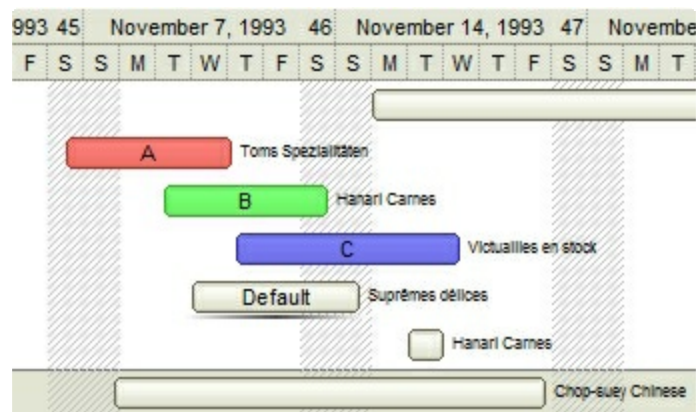 993 45 November 7, 1993 46 November 14, 1993 47 Novembe
F S S M T W T F S S M T W T F S S M T
A Toms Spezialitäten
B Hanari Carnes
C Victuailles en stock
Default Suprêmes délices
Hanari Carnes
Chop-suey Chinese